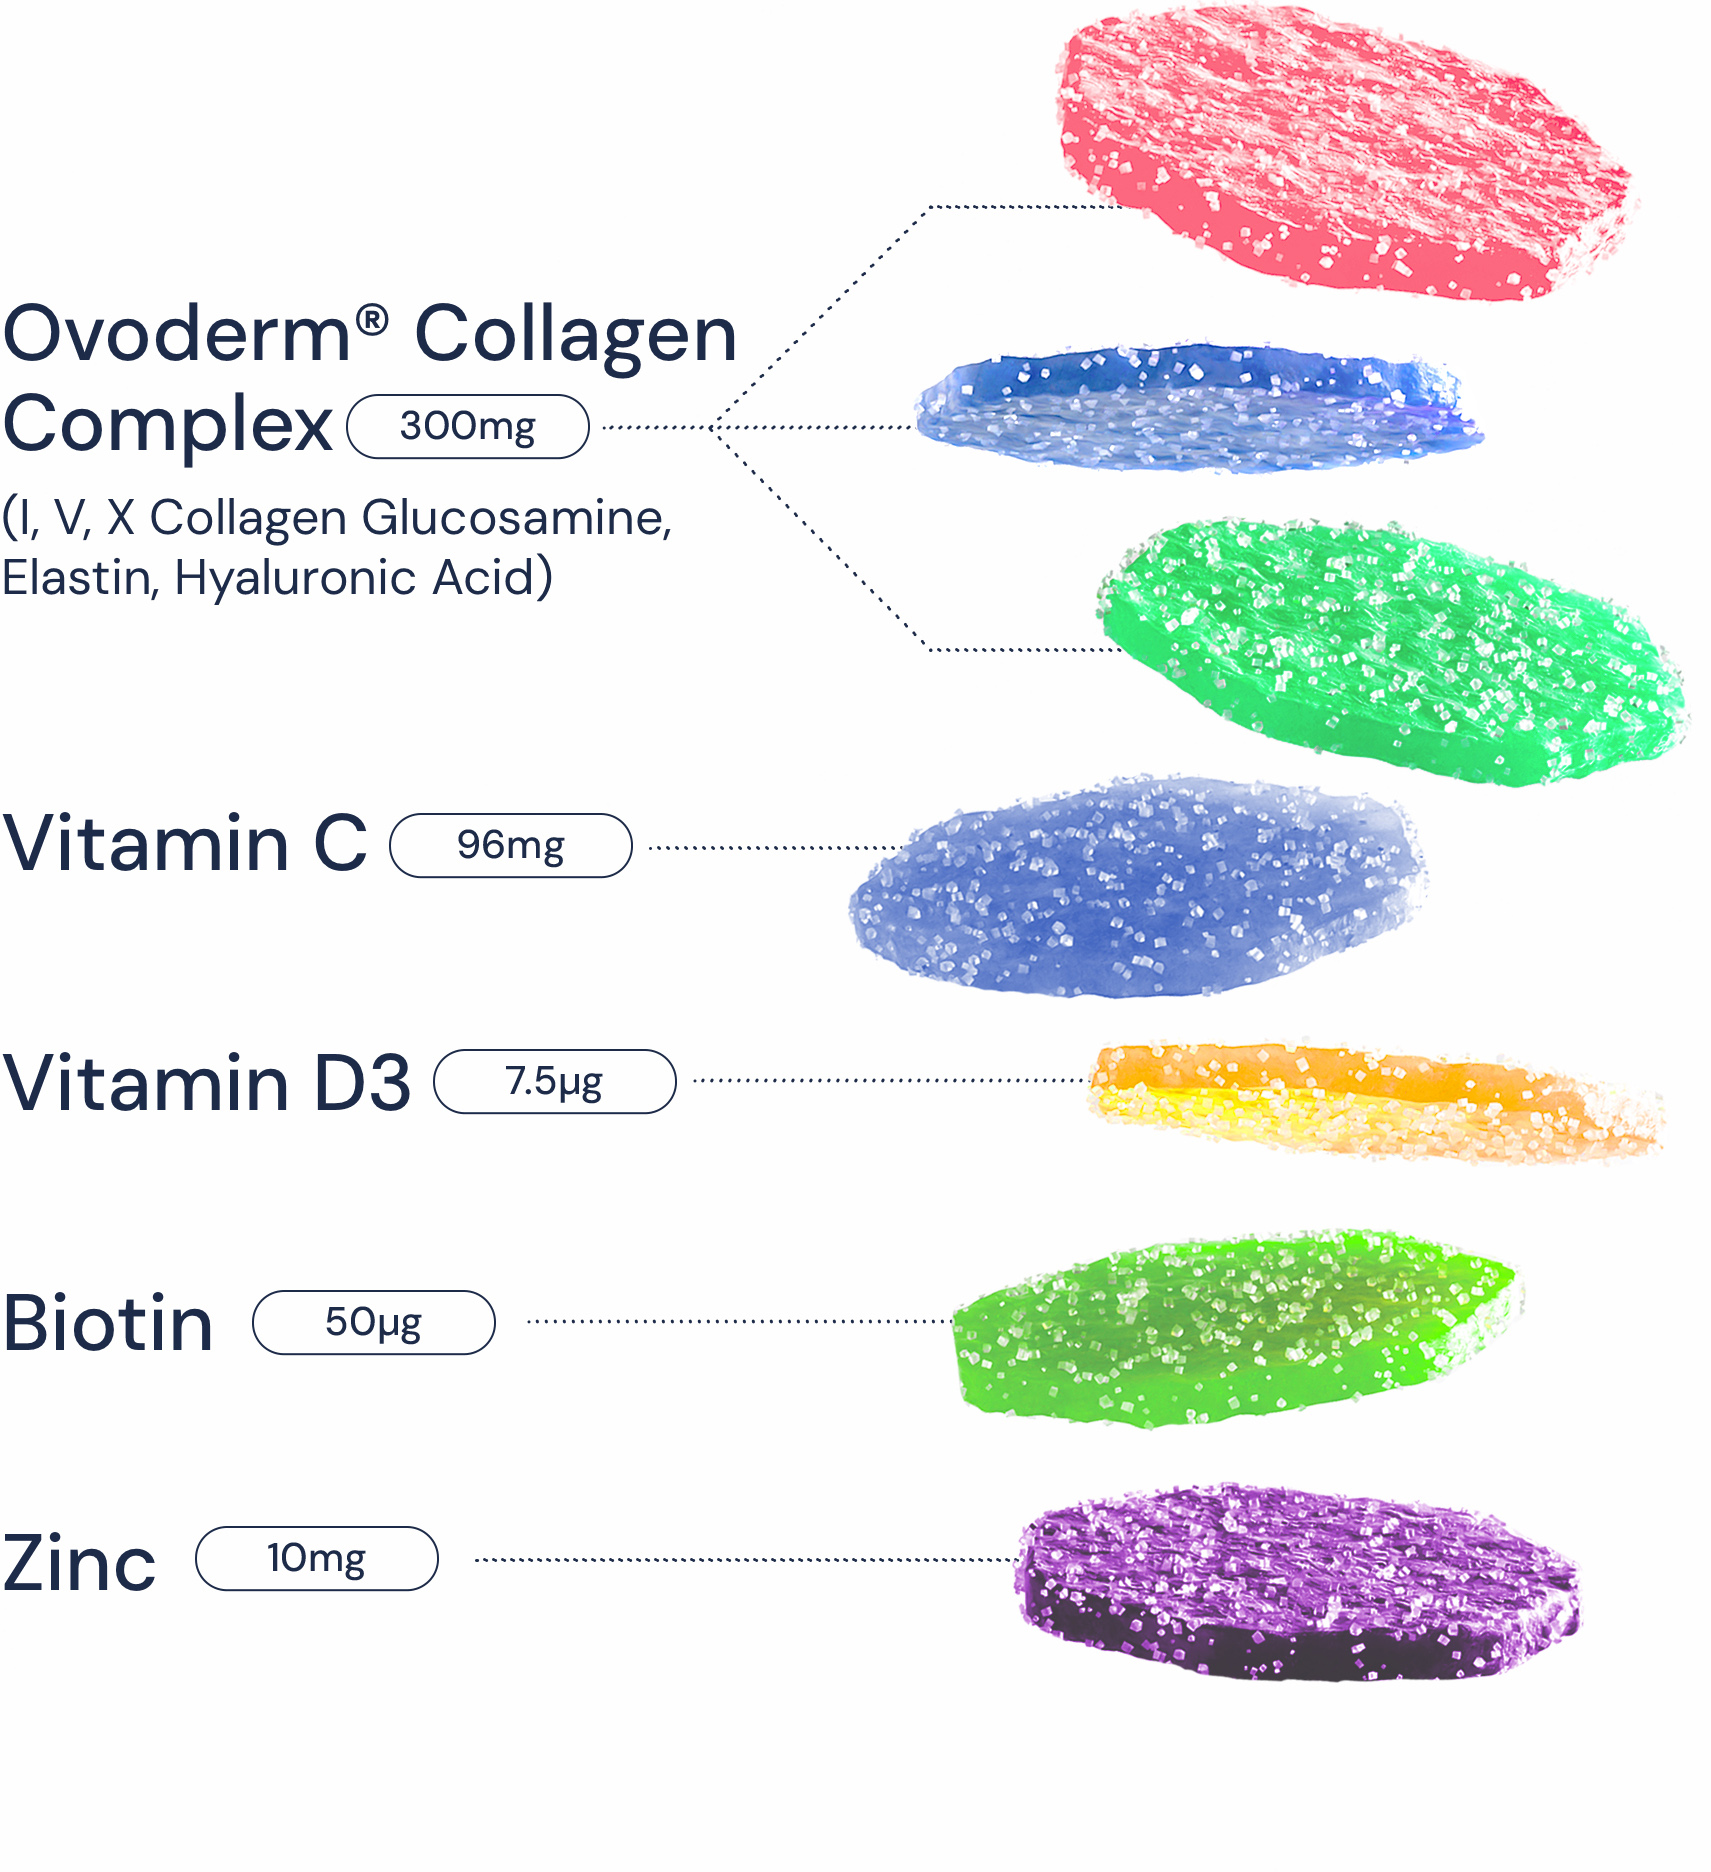 Ovoderm® Collagen
Complex 300mg
(I, V, X Collagen Glucosamine,
Elastin, Hyaluronic Acid)
Vitamin C 96mg
Vitamin D3 7.5µg
Biotin 50µg
Zinc 10mg